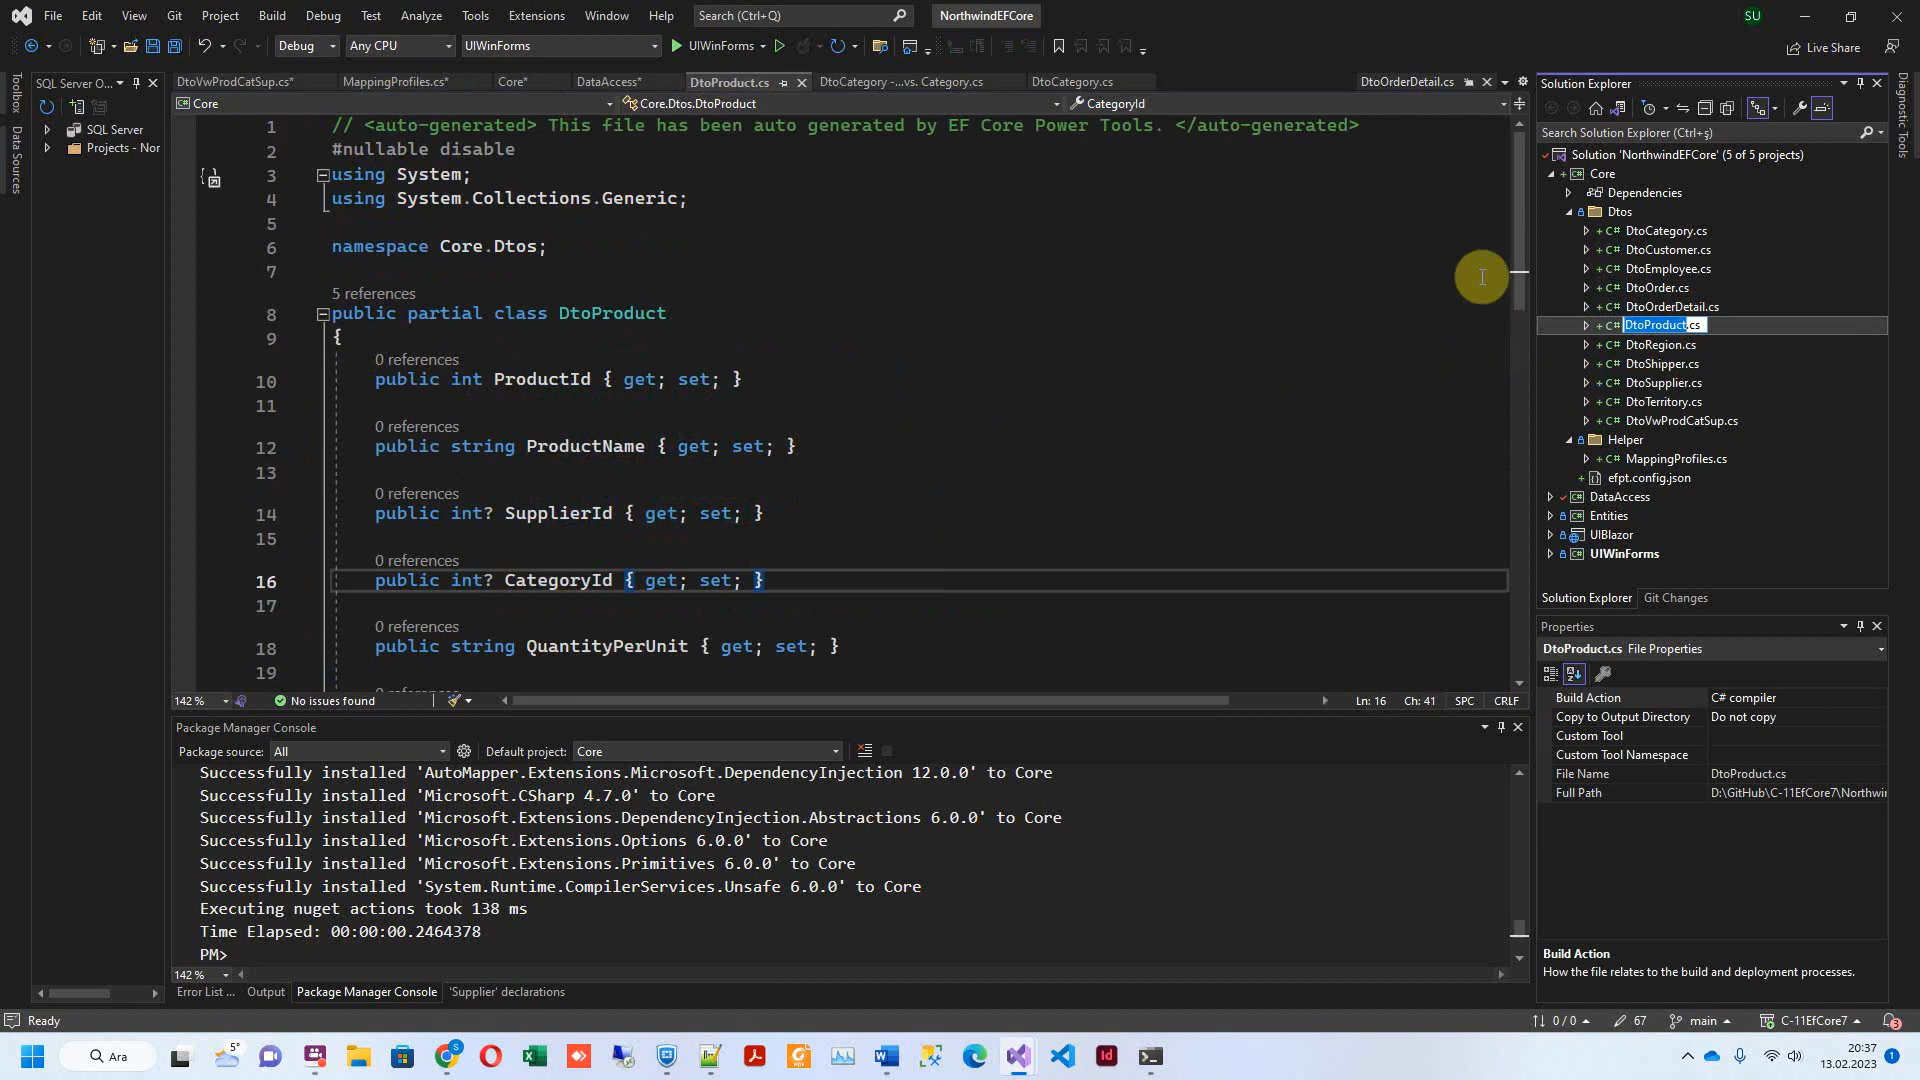 File Edit View Git Project Build Debug Test Analyze Tools Extensions Window Help Search (Ctrl+Q) NorthwindEFCore SU
Debug Any CPU UIWinForms UIWinForms Live Share
Toolbox
Data Sources
SQL Server O...
SQL Server
Projects - Nor
DtoVwProdCatSup.cs* MappingProfiles.cs* Core* DataAccess* DtoProduct.cs DtoCategory -...vs. Category.cs DtoCategory.cs DtoOrderDetail.cs
Core Core.Dtos.DtoProduct CategoryId
1 // <auto-generated> This file has been auto generated by EF Core Power Tools. </auto-generated>
2 #nullable disable
3 using System;
4 using System.Collections.Generic;
5
6 namespace Core.Dtos;
7
5 references
8 public partial class DtoProduct
9 {
0 references
10 public int ProductId { get; set; }
11
0 references
12 public string ProductName { get; set; }
13
0 references
14 public int? SupplierId { get; set; }
15
0 references
16 public int? CategoryId { get; set; }
17
0 references
18 public string QuantityPerUnit { get; set; }
19
142 % No issues found Ln: 16 Ch: 41 SPC CRLF
Package Manager Console
Package source: All Default project: Core
Successfully installed 'AutoMapper.Extensions.Microsoft.DependencyInjection 12.0.0' to Core
Successfully installed 'Microsoft.CSharp 4.7.0' to Core
Successfully installed 'Microsoft.Extensions.DependencyInjection.Abstractions 6.0.0' to Core
Successfully installed 'Microsoft.Extensions.Options 6.0.0' to Core
Successfully installed 'Microsoft.Extensions.Primitives 6.0.0' to Core
Successfully installed 'System.Runtime.CompilerServices.Unsafe 6.0.0' to Core
Executing nuget actions took 138 ms
Time Elapsed: 00:00:00.2464378
PM>
142 %
Error List ... Output Package Manager Console 'Supplier' declarations
Solution Explorer
Search Solution Explorer (Ctrl+ş)
Solution 'NorthwindEFCore' (5 of 5 projects)
Core
Dependencies
Dtos
DtoCategory.cs
DtoCustomer.cs
DtoEmployee.cs
DtoOrder.cs
DtoOrderDetail.cs
DtoProduct.cs
DtoRegion.cs
DtoShipper.cs
DtoSupplier.cs
DtoTerritory.cs
DtoVwProdCatSup.cs
Helper
MappingProfiles.cs
efpt.config.json
DataAccess
Entities
UIBlazor
UIWinForms
Solution Explorer Git Changes
Properties
DtoProduct.cs File Properties
Build Action C# compiler
Copy to Output Directory Do not copy
Custom Tool
Custom Tool Namespace
File Name DtoProduct.cs
Full Path D:\GitHub\C-11EfCore7\Northwir
Build Action
How the file relates to the build and deployment processes.
Diagnostic Tools
Ready 0 / 0 67 main C-11EfCore7 3
Ara 5° 20:37
13.02.2023 1